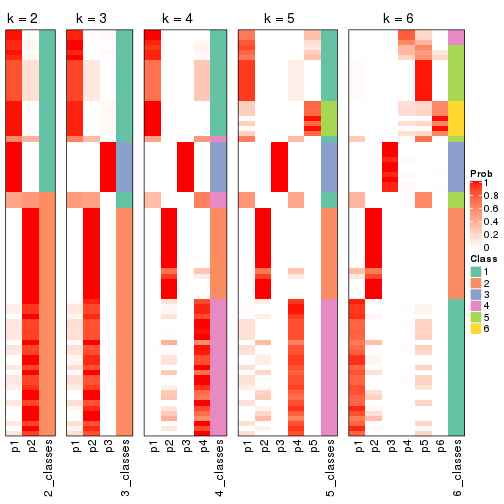 k = 2
k = 3
k = 4
k = 5
k = 6
Prob
1
0.8
0.6
0.4
0.2
0
Class
1
2
3
4
5
6
p1
p2
2_classes
p1
p2
p3
3_classes
p1
p2
p3
p4
4_classes
p1
p2
p3
p4
p5
5_classes
p1
p2
p3
p4
p5
p6
6_classes